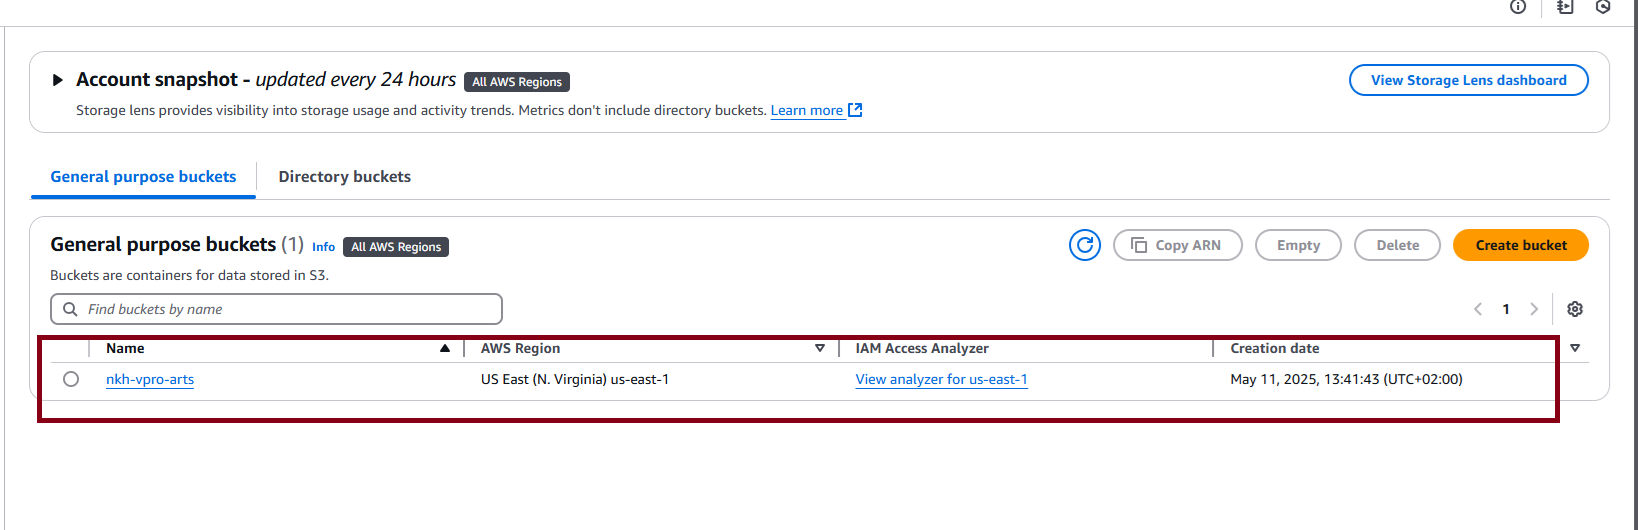 Account snapshot - updated every 24 hours All AWS Regions View Storage Lens dashboard
Storage lens provides visibility into storage usage and activity trends. Metrics don't include directory buckets. Learn more
General purpose buckets Directory buckets
General purpose buckets (1) Info All AWS Regions Copy ARN Empty Delete Create bucket
Buckets are containers for data stored in S3.
Find buckets by name 1
Name AWS Region IAM Access Analyzer Creation date
nkh-vpro-arts US East (N. Virginia) us-east-1 View analyzer for us-east-1 May 11, 2025, 13:41:43 (UTC+02:00)